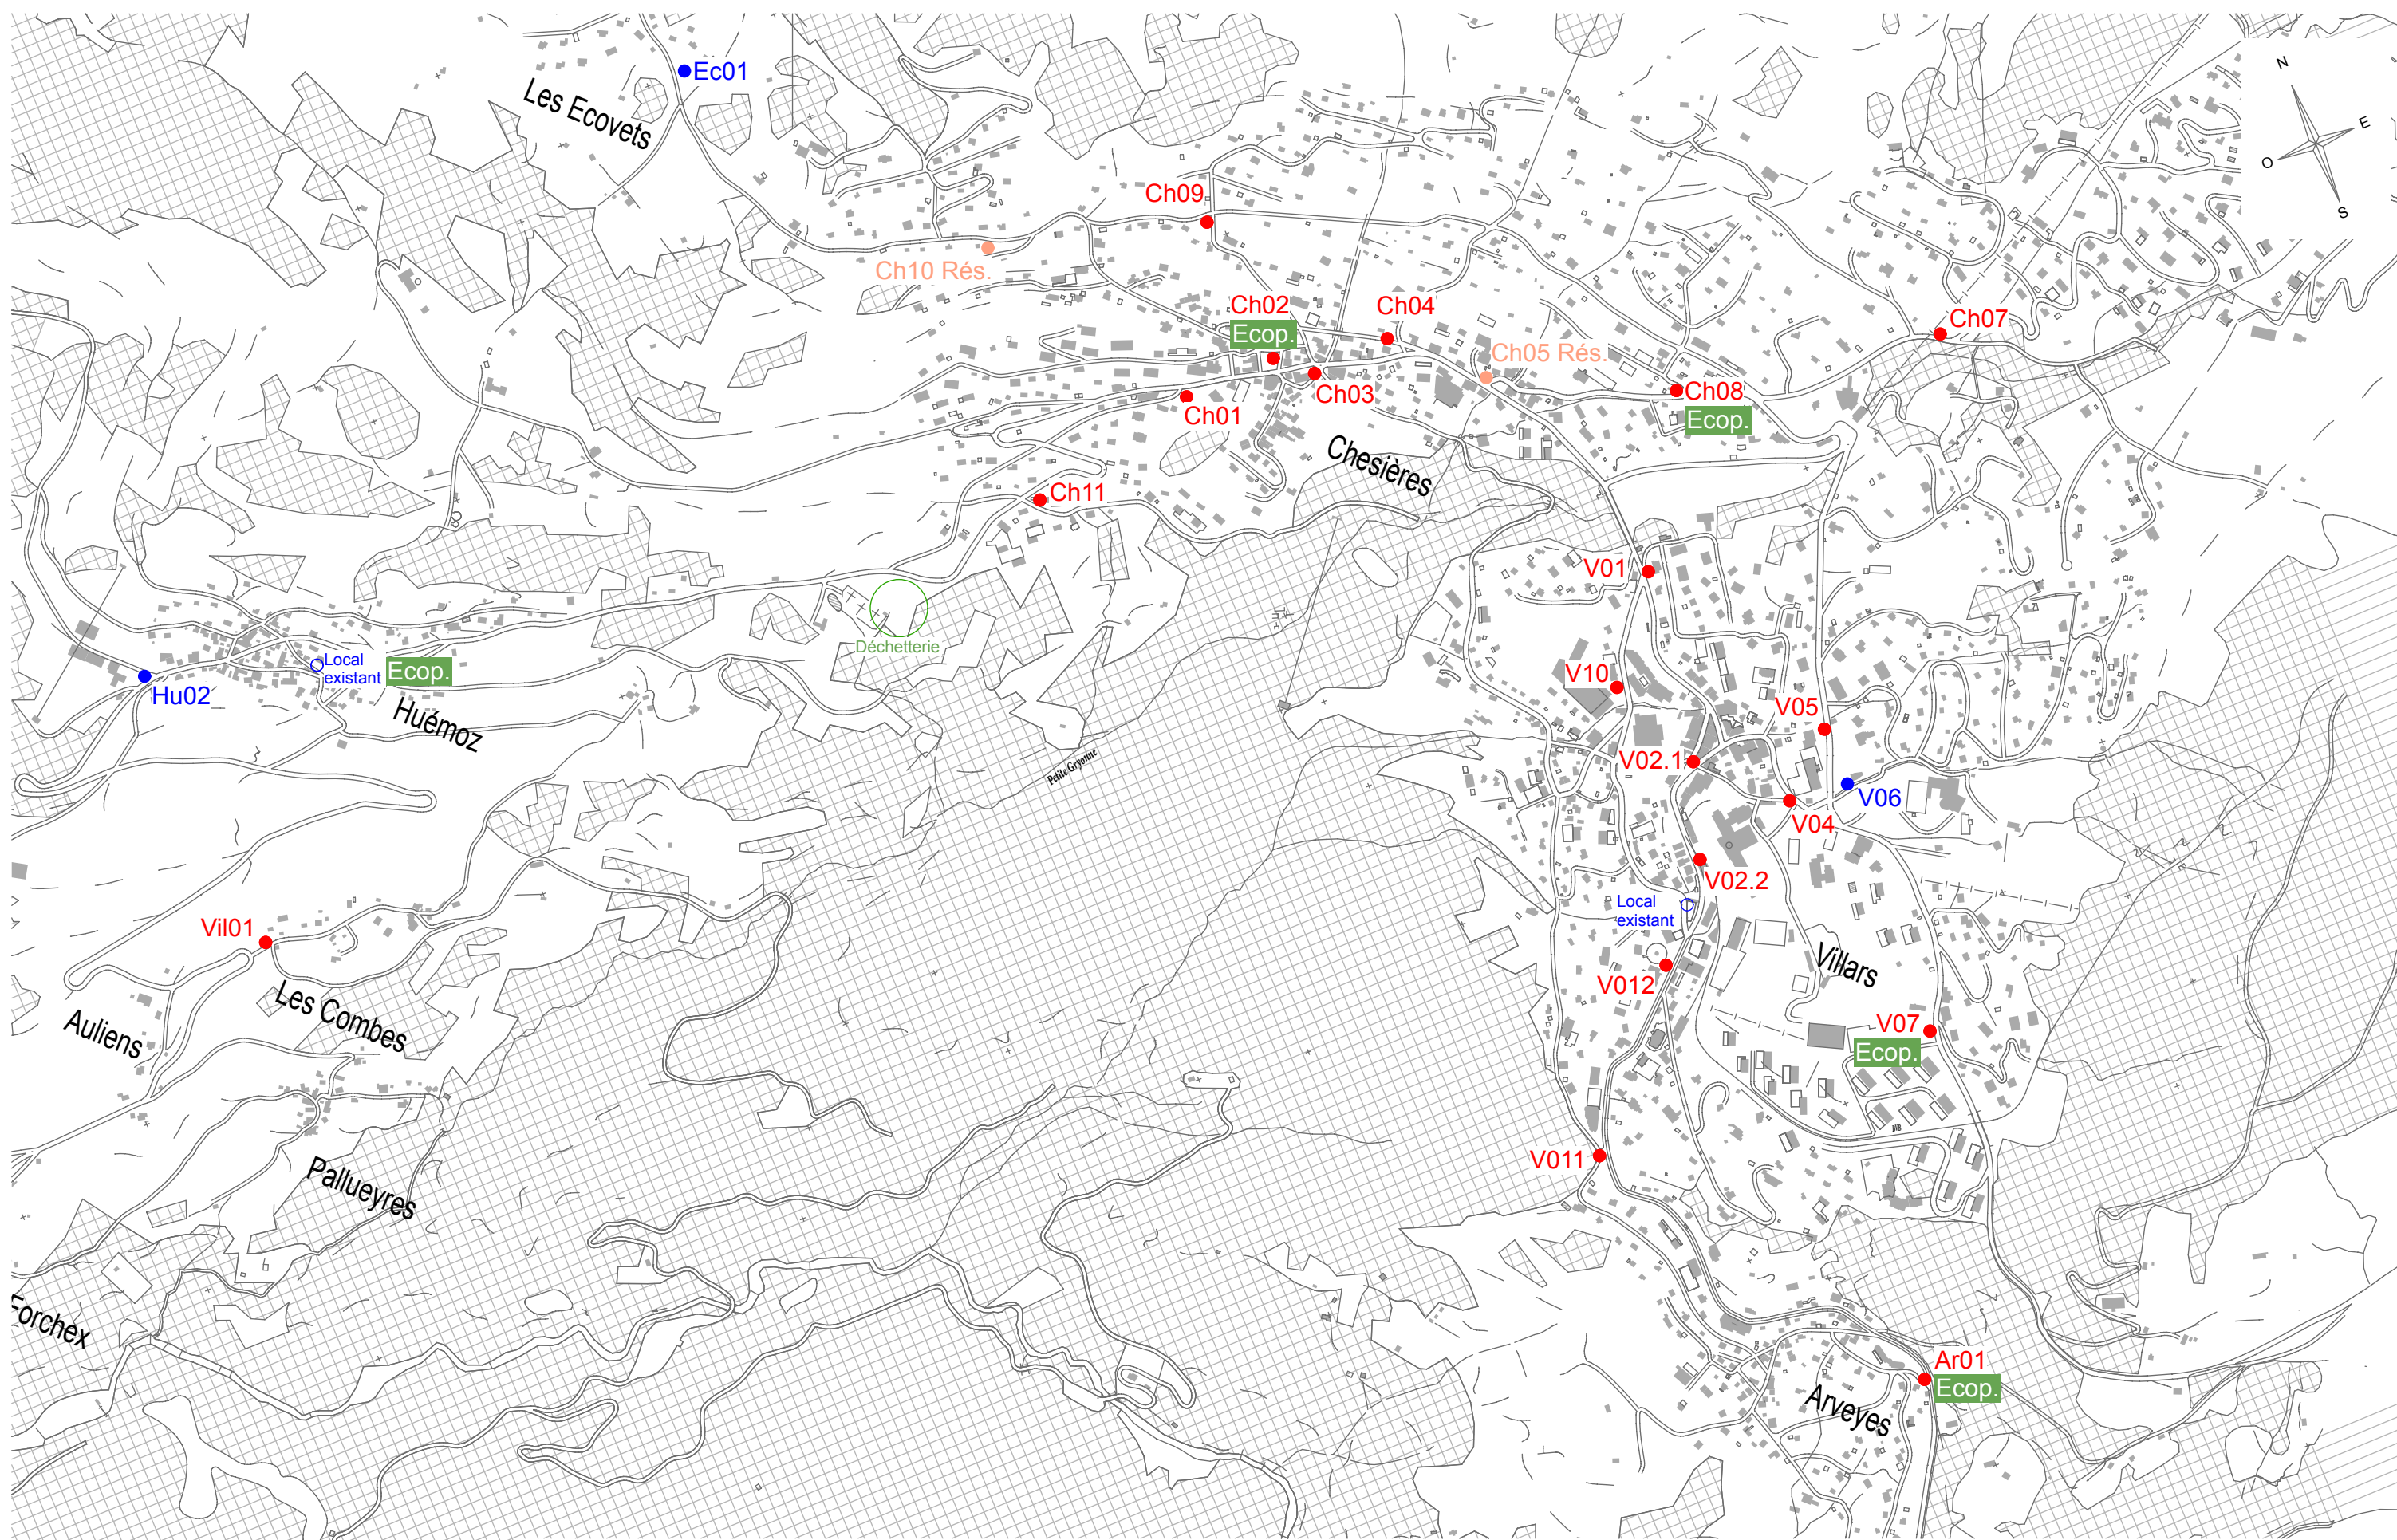 N
E
O
S
Ec01
Les Ecovets
Ch09
Ch10 Rés.
Ch02
Ecop.
Ch04
Ch07
Ch05 Rés.
Ch03
Ch01
Ch08
Ecop.
Chesières
Ch11
V01
Déchetterie
Local
existant
Ecop.
Hu02
Huémoz
V10
V05
Petite Gryonne
V02.1
V06
V04
V02.2
Local
existant
Vil01
Villars
V012
Les Combes
Auliens
V07
Ecop.
V011
Pallueyres
Forchex
Ar01
Ecop.
Arveyes